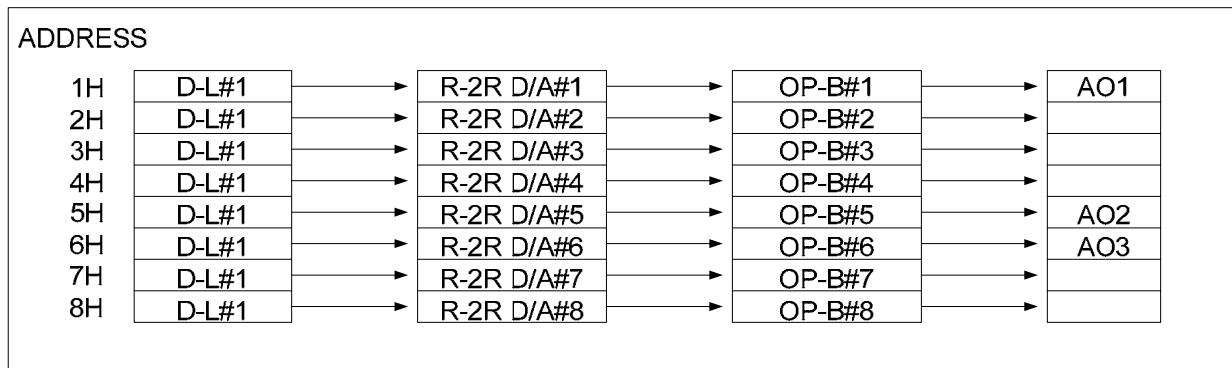 ADDRESS
1H D-L#1 R-2R D/A#1 OP-B#1 AO1
2H D-L#1 R-2R D/A#2 OP-B#2
3H D-L#1 R-2R D/A#3 OP-B#3
4H D-L#1 R-2R D/A#4 OP-B#4
5H D-L#1 R-2R D/A#5 OP-B#5 AO2
6H D-L#1 R-2R D/A#6 OP-B#6 AO3
7H D-L#1 R-2R D/A#7 OP-B#7
8H D-L#1 R-2R D/A#8 OP-B#8